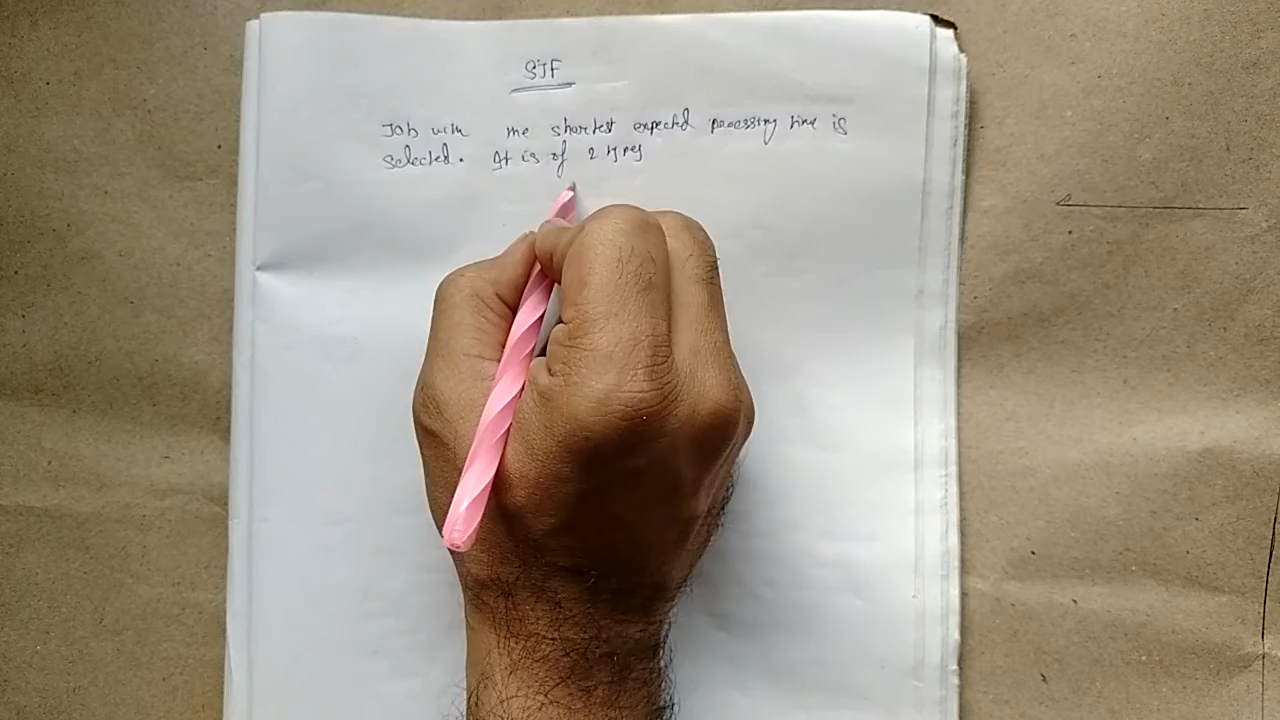 SJF
Job with the shortest expected processing time is
selected. It is of 2 types